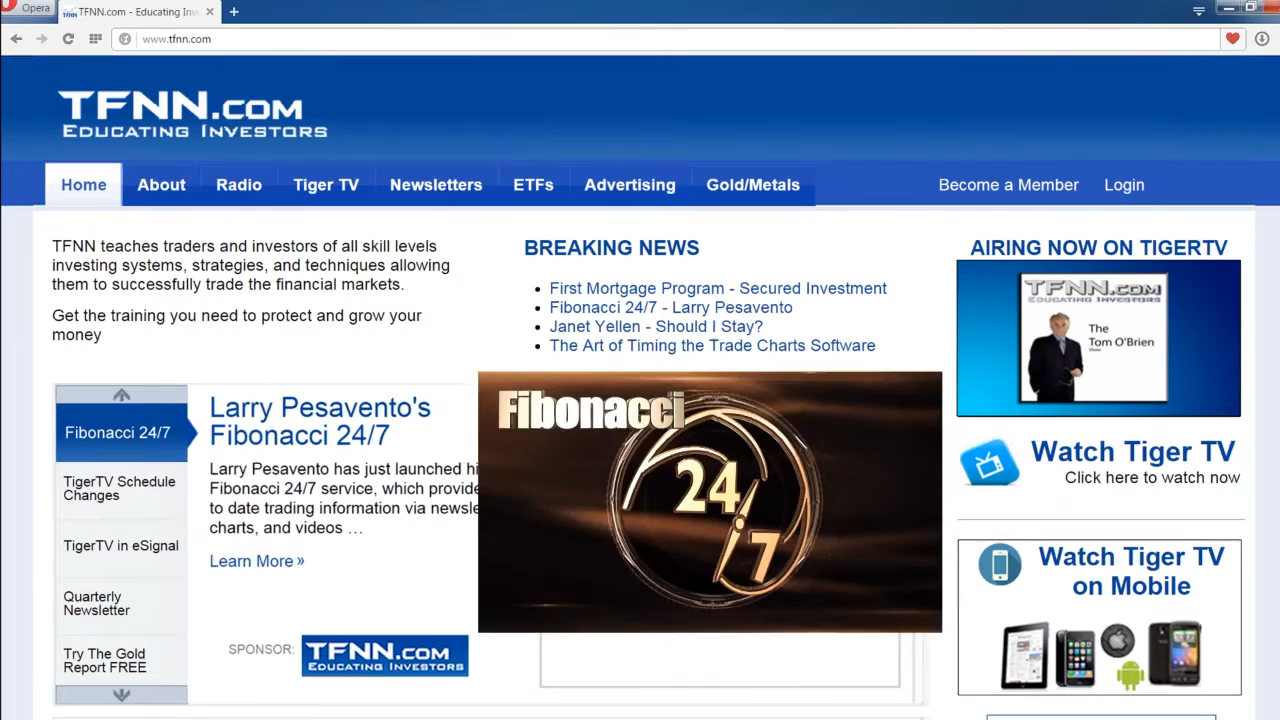 Opera
TFNN.com - Educating Inv
www.tfnn.com
TFNN.COM
EDUCATING INVESTORS
Home
About
Radio
Tiger TV
Newsletters
ETFs
Advertising
Gold/Metals
Become a Member
Login
TFNN teaches traders and investors of all skill levels
investing systems, strategies, and techniques allowing
them to successfully trade the financial markets.
Get the training you need to protect and grow your
money
BREAKING NEWS
First Mortgage Program - Secured Investment
Fibonacci 24/7 - Larry Pesavento
Janet Yellen - Should I Stay?
The Art of Timing the Trade Charts Software
AIRING NOW ON TIGERTV
TFNN.COM
EDUCATING INVESTORS
The
Tom O'Brien
Show
Watch Tiger TV
Click here to watch now
Watch Tiger TV
on Mobile
Fibonacci 24/7
TigerTV Schedule
Changes
TigerTV in eSignal
Quarterly
Newsletter
Try The Gold
Report FREE
Larry Pesavento's
Fibonacci 24/7
Larry Pesavento has just launched hi
Fibonacci 24/7 service, which provide
to date trading information via newsle
charts, and videos …
Learn More »
SPONSOR:
TFNN.COM
EDUCATING INVESTORS
Fibonacci
24
7